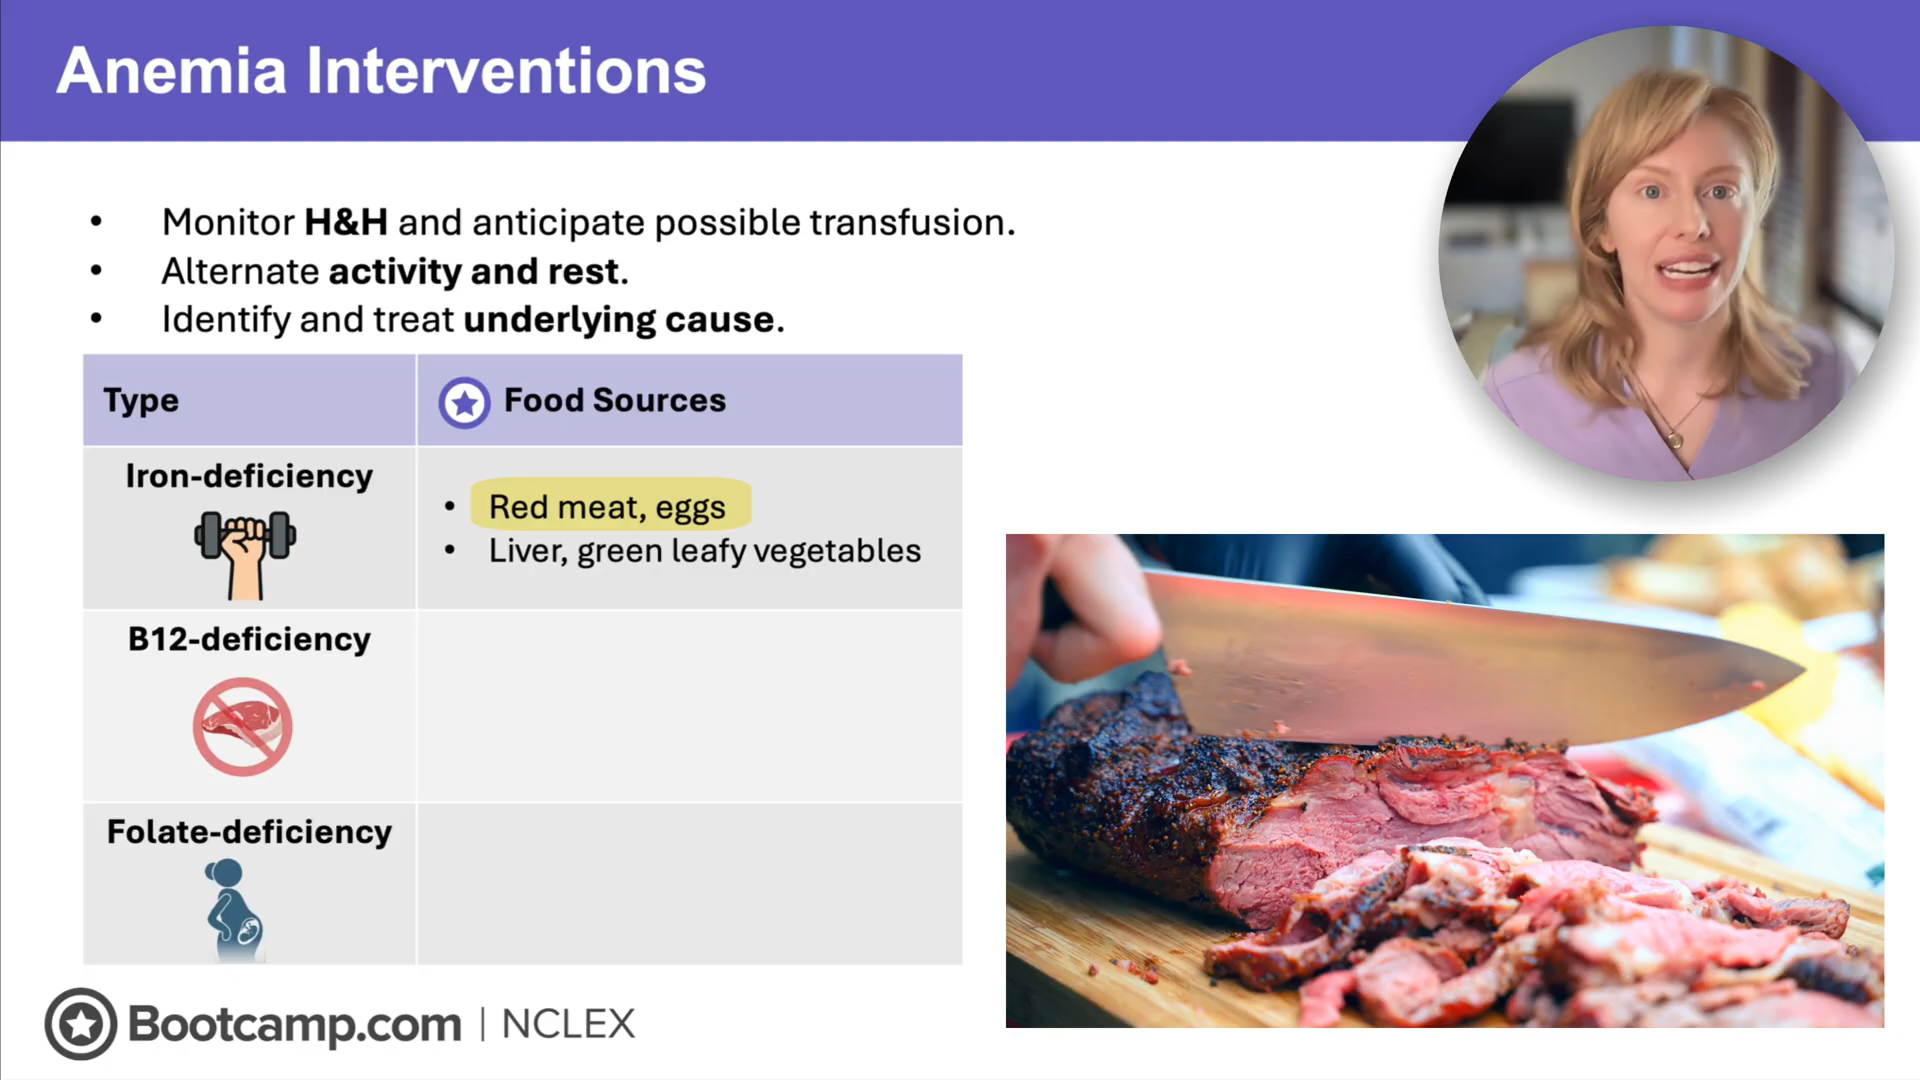 Anemia Interventions
• Monitor H&H and anticipate possible transfusion.
• Alternate activity and rest.
• Identify and treat underlying cause.
Type
Food Sources
Iron-deficiency
• Red meat, eggs
• Liver, green leafy vegetables
B12-deficiency
Folate-deficiency
Bootcamp.com | NCLEX